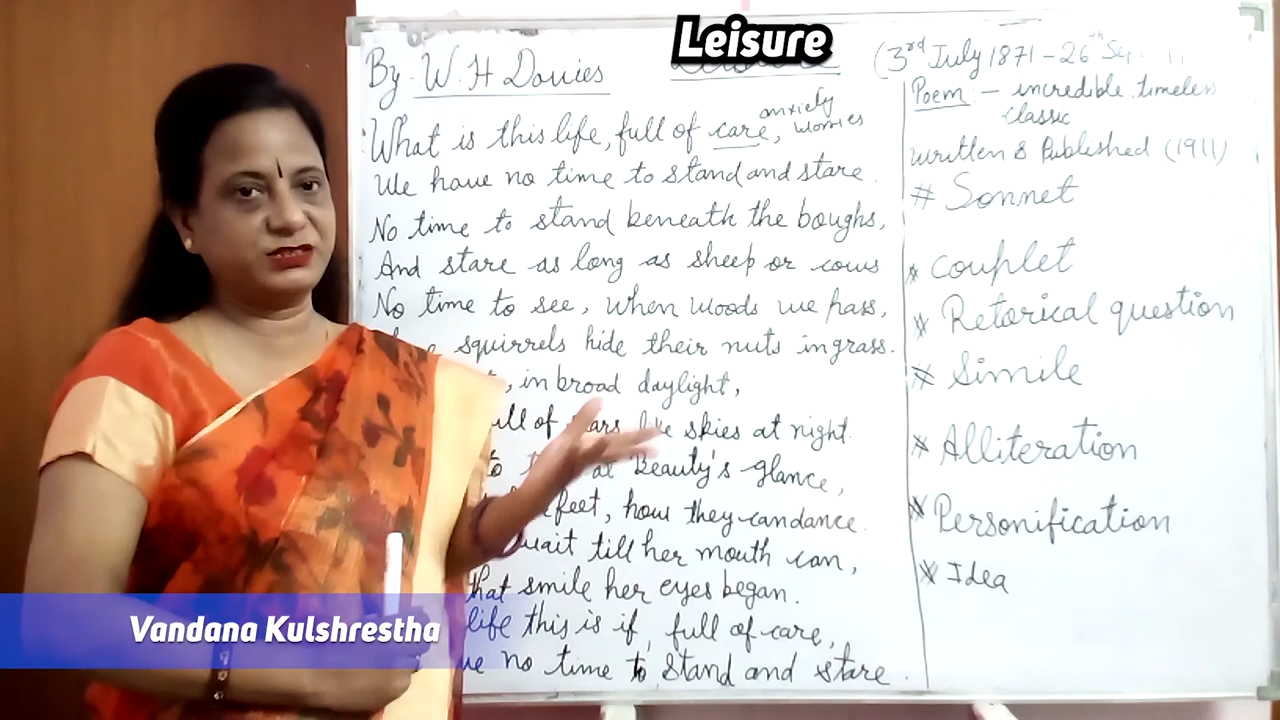 Leisure
By-W.H Davies
(3rd July 1871-26th Sep.
What is this life, full of care,
anxiety
worries
We have no time to stand and stare.
No time to stand beneath the boughs,
And stare as long as sheep or cows
No time to see, when woods we pass,
squirrels hide their nuts in grass.
, in broad daylight,
of like skies at night.
at Beauty's glance,
feet, how they can dance.
wait till her mouth can,
that smile her eyes began.
life this is if, full of care,
no time to stand and stare.
Poem :- incredible, timeless
classic
written & Published (1911)
# Sonnet
* couplet
* Retorical question
* Simile
* Alliteration
* Personification
* Idea
Vandana Kulshrestha